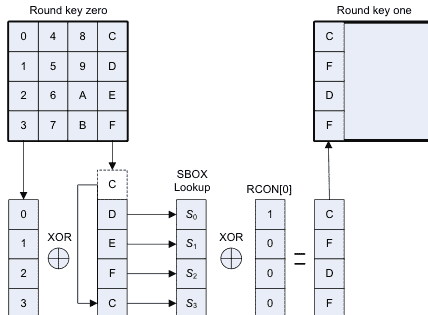 Round key zero
Round key one
0 4 8 C
1 5 9 D
2 6 A E
3 7 B F
C
F
D
F
C
SBOX
Lookup
RCON[0]
0 XOR D S0 XOR 1 = C
1 E S1 0 F
2 F S2 0 D
3 C S3 0 F